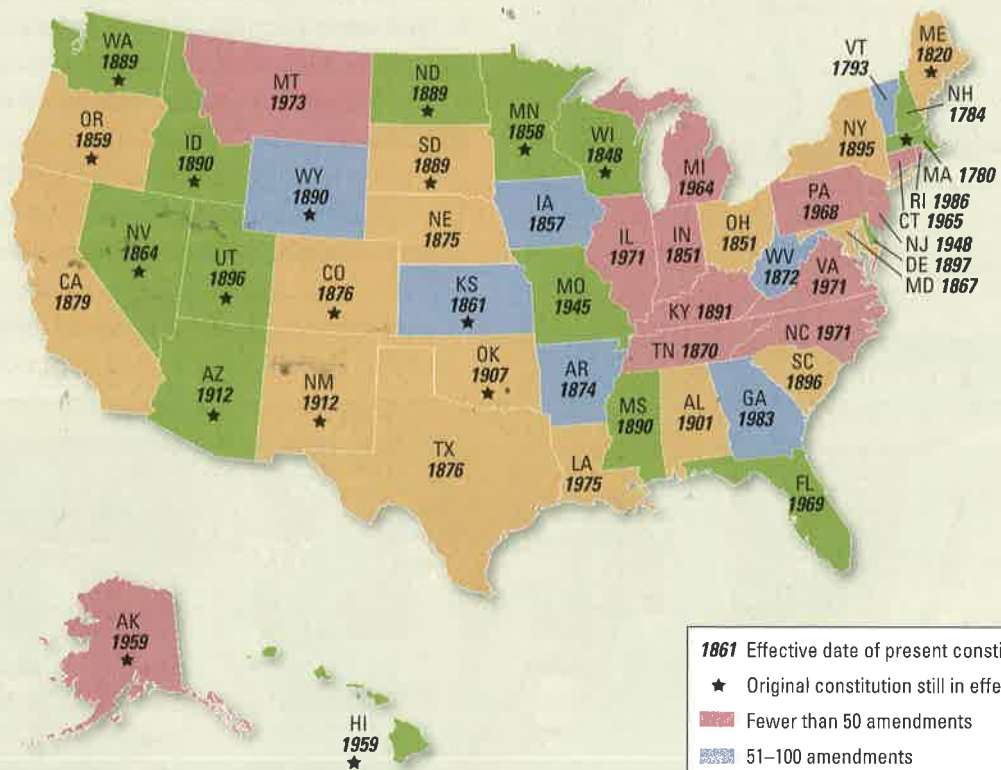 WA
1889
★
OR
1859
★
CA
1879
ID
1890
★
NV
1864
★
MT
1973
WY
1890
★
UT
1896
★
AZ
1912
★
CO
1876
★
NM
1912
★
ND
1889
★
SD
1889
★
NE
1875
KS
1861
★
OK
1907
★
TX
1876
MN
1858
★
IA
1857
MO
1945
AR
1874
LA
1975
WI
1848
★
IL
1971
MI
1964
IN
1851
OH
1851
KY 1891
TN 1870
MS
1890
AL
1901
GA
1983
FL
1969
SC
1896
NC 1971
VA
1971
WV
1872
PA
1968
NY
1895
VT
1793
ME
1820
★
NH
1784
★
MA 1780
RI 1986
CT 1965
NJ 1948
DE 1897
MD 1867
AK
1959
★
HI
1959
★
1861 Effective date of present
★ Original constitution still in
Fewer than 50 amendments
51–100 amendments